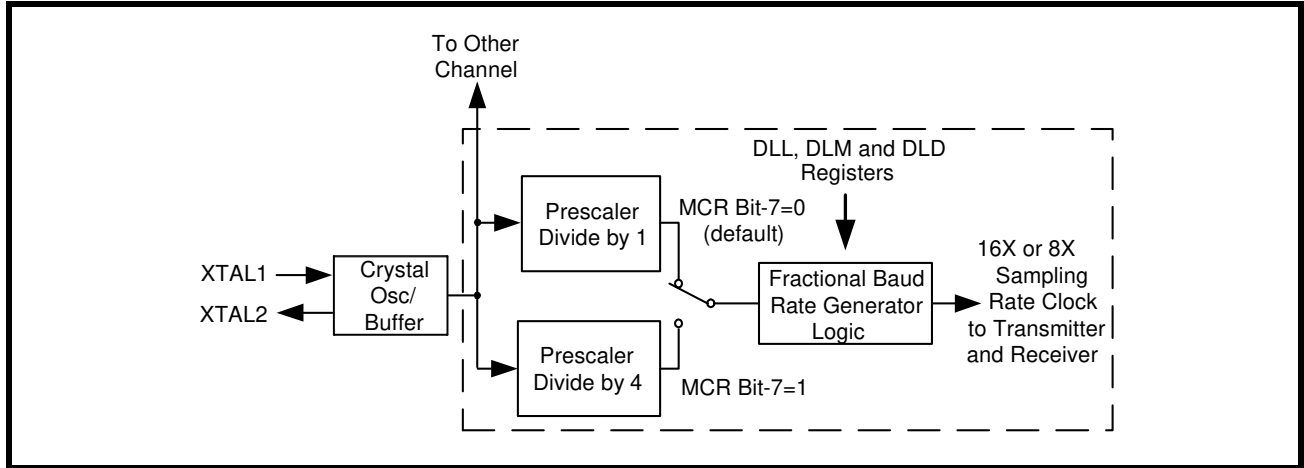 To Other
Channel
DLL, DLM and DLD
Registers
Prescaler
Divide by 1
MCR Bit-7=0
(default)
XTAL1
XTAL2
Crystal
Osc/
Buffer
Fractional Baud
Rate Generator
Logic
16X or 8X
Sampling
Rate Clock
to Transmitter
and Receiver
Prescaler
Divide by 4
MCR Bit-7=1